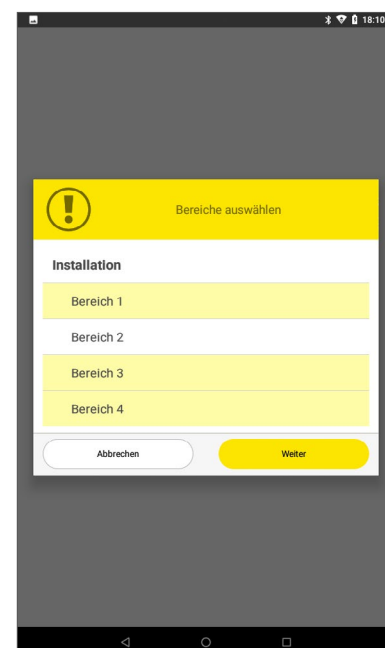 18:10
Bereiche auswählen
Installation
Bereich 1
Bereich 2
Bereich 3
Bereich 4
Abbrechen
Weiter